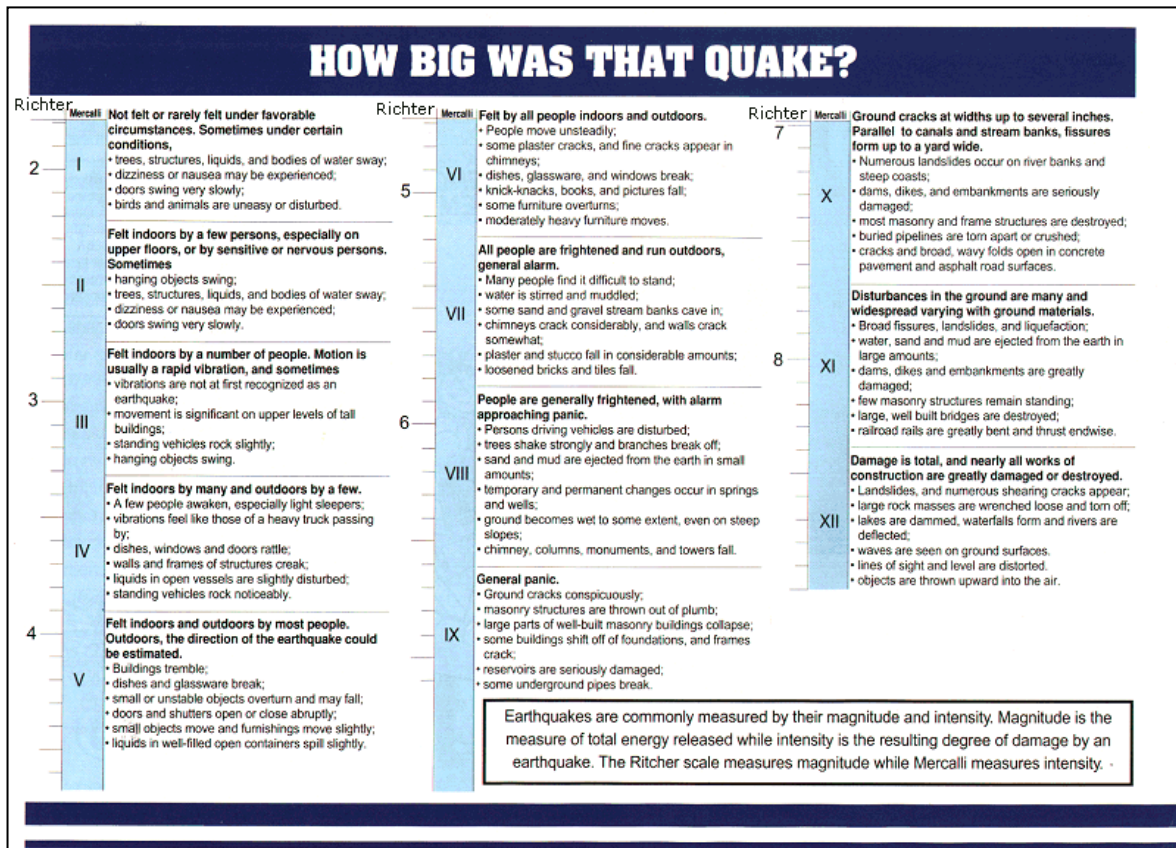 HOW BIG WAS THAT QUAKE?
Richter
Mercalli
2
3
4
I
Not felt or rarely felt under favorable
circumstances. Sometimes under certain
conditions,
• trees, structures, liquids, and bodies of water sway;
• dizziness or nausea may be experienced;
• doors swing very slowly;
• birds and animals are uneasy or disturbed.
II
Felt indoors by a few persons, especially on
upper floors, or by sensitive or nervous persons.
Sometimes
• hanging objects swing;
• trees, structures, liquids, and bodies of water sway;
• dizziness or nausea may be experienced;
• doors swing very slowly.
III
Felt indoors by a number of people. Motion is
usually a rapid vibration, and sometimes
• vibrations are not at first recognized as an
earthquake;
• movement is significant on upper levels of tall
buildings;
• standing vehicles rock slightly;
• hanging objects swing.
IV
Felt indoors by many and outdoors by a few.
• A few people awaken, especially light sleepers;
• vibrations feel like those of a heavy truck passing
by;
• dishes, windows and doors rattle;
• walls and frames of structures creak;
• liquids in open vessels are slightly disturbed;
• standing vehicles rock noticeably.
V
Felt indoors and outdoors by most people.
Outdoors, the direction of the earthquake could
be estimated.
• Buildings tremble;
• dishes and glassware break;
• small or unstable objects overturn and may fall;
• doors and shutters open or close abruptly;
• small objects move and furnishings move slightly;
• liquids in well-filled open containers spill slightly.
Richter
Mercalli
5
6
VI
Felt by all people indoors and outdoors.
• People move unsteadily;
• some plaster cracks, and fine cracks appear in
chimneys;
• dishes, glassware, and windows break;
• knick-knacks, books, and pictures fall;
• some furniture overturns;
• moderately heavy furniture moves.
VII
All people are frightened and run outdoors,
general alarm.
• Many people find it difficult to stand;
• water is stirred and muddled;
• some sand and gravel stream banks cave in;
• chimneys crack considerably, and walls crack
somewhat;
• plaster and stucco fall in considerable amounts;
• loosened bricks and tiles fall.
VIII
People are generally frightened, with alarm
approaching panic.
• Persons driving vehicles are disturbed;
• trees shake strongly and branches break off;
• sand and mud are ejected from the earth in small
amounts;
• temporary and permanent changes occur in springs
and wells;
• ground becomes wet to some extent, even on steep
slopes;
• chimney, columns, monuments, and towers fall.
IX
General panic.
• Ground cracks conspicuously;
• masonry structures are thrown out of plumb;
• large parts of well-built masonry buildings collapse;
• some buildings shift off of foundations, and frames
crack;
• reservoirs are seriously damaged;
• some underground pipes break.
Richter
Mercalli
7
8
X
Ground cracks at widths up to several inches.
Parallel to canals and stream banks, fissures
form up to a yard wide.
• Numerous landslides occur on river banks and
steep coasts;
• dams, dikes, and embankments are seriously
damaged;
• most masonry and frame structures are destroyed;
• buried pipelines are torn apart or crushed;
• cracks and broad, wavy folds open in concrete
pavement and asphalt road surfaces.
XI
Disturbances in the ground are many and
widespread varying with ground materials.
• Broad fissures, landslides, and liquefaction;
• water, sand and mud are ejected from the earth in
large amounts;
• dams, dikes and embankments are greatly
damaged;
• few masonry structures remain standing;
• large, well built bridges are destroyed;
• railroad rails are greatly bent and thrust endwise.
XII
Damage is total, and nearly all works of
construction are greatly damaged or destroyed.
• Landslides, and numerous shearing cracks appear;
• large rock masses are wrenched loose and torn off;
• lakes are dammed, waterfalls form and rivers are
deflected;
• waves are seen on ground surfaces.
• lines of sight and level are distorted.
• objects are thrown upward into the air.
Earthquakes are commonly measured by their magnitude and intensity. Magnitude is the
measure of total energy released while intensity is the resulting degree of damage by an
earthquake. The Ritcher scale measures magnitude while Mercalli measures intensity.